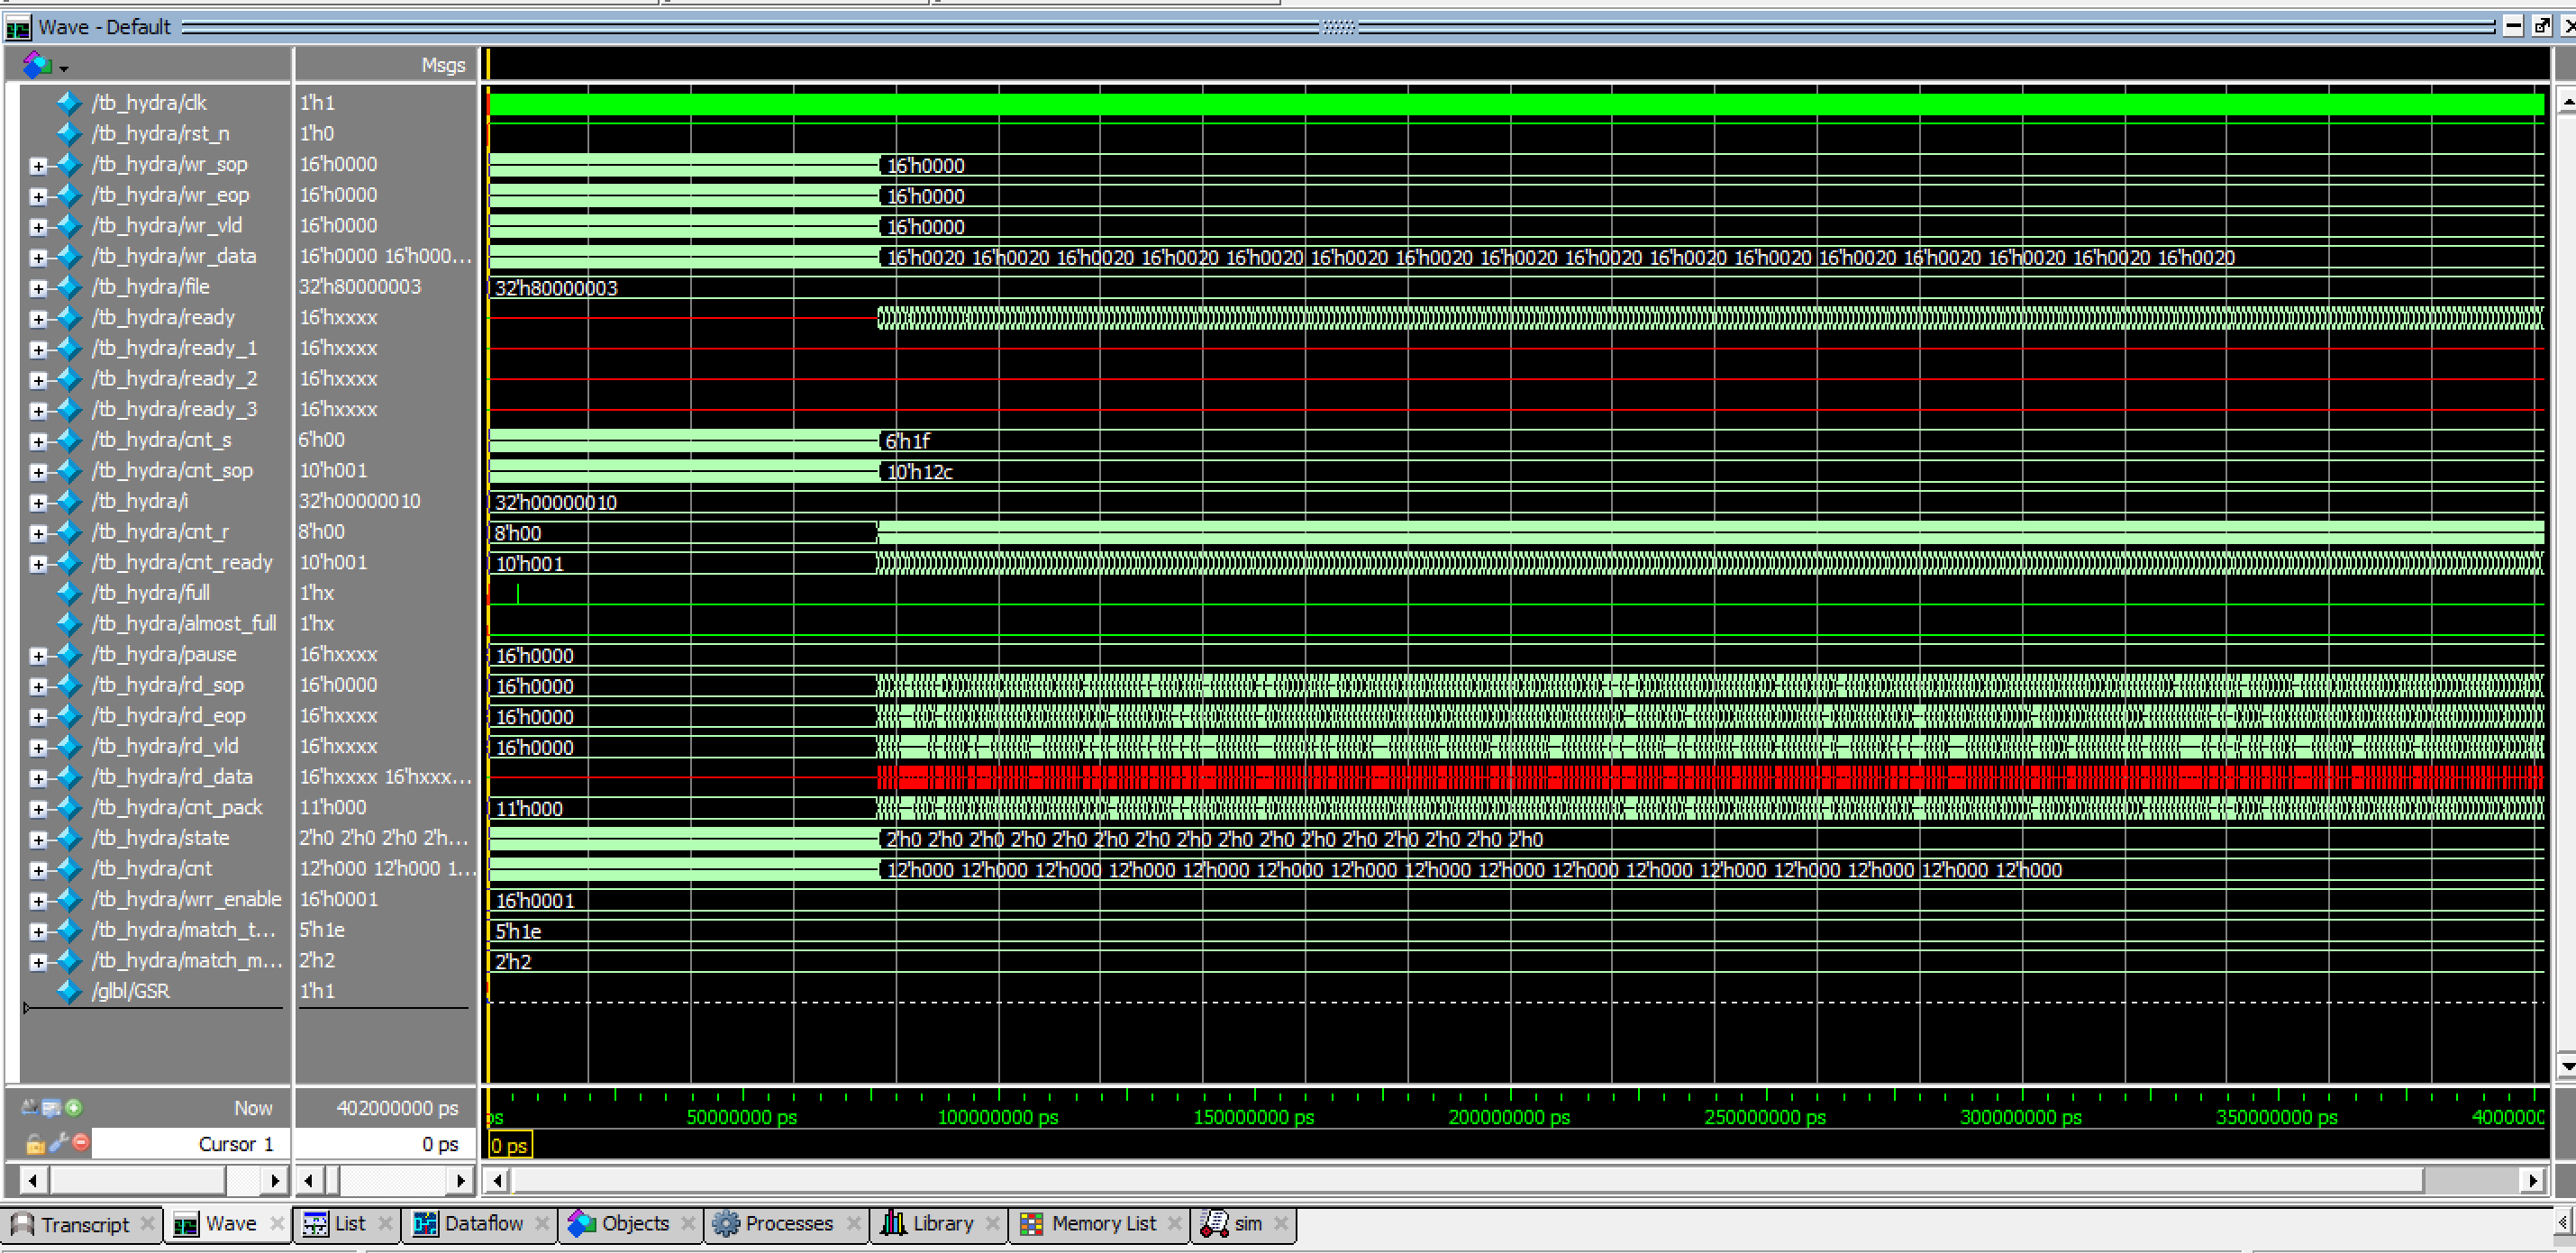 Wave - Default
Msgs
/tb_hydra/clk 1'h1
/tb_hydra/rst_n 1'h0
/tb_hydra/wr_sop 16'h0000 16'h0000
/tb_hydra/wr_eop 16'h0000 16'h0000
/tb_hydra/wr_vld 16'h0000 16'h0000
/tb_hydra/wr_data 16'h0000 16'h000... 16'h0020 16'h0020 16'h0020 16'h0020 16'h0020 16'h0020 16'h0020 16'h0020 16'h0020 16'h0020 16'h0020 16'h0020 16'h0020 16'h0020 16'h0020 16'h0020
/tb_hydra/file 32'h80000003 32'h80000003
/tb_hydra/ready 16'hxxxx
/tb_hydra/ready_1 16'hxxxx
/tb_hydra/ready_2 16'hxxxx
/tb_hydra/ready_3 16'hxxxx
/tb_hydra/cnt_s 6'h00 6'h1f
/tb_hydra/cnt_sop 10'h001 10'h12c
/tb_hydra/i 32'h00000010 32'h00000010
/tb_hydra/cnt_r 8'h00 8'h00
/tb_hydra/cnt_ready 10'h001 10'h001
/tb_hydra/full 1'hx
/tb_hydra/almost_full 1'hx
/tb_hydra/pause 16'hxxxx 16'h0000
/tb_hydra/rd_sop 16'h0000 16'h0000
/tb_hydra/rd_eop 16'hxxxx 16'h0000
/tb_hydra/rd_vld 16'hxxxx 16'h0000
/tb_hydra/rd_data 16'hxxxx 16'hxxx...
/tb_hydra/cnt_pack 11'h000 11'h000
/tb_hydra/state 2'h0 2'h0 2'h0 2'h... 2'h0 2'h0 2'h0 2'h0 2'h0 2'h0 2'h0 2'h0 2'h0 2'h0 2'h0 2'h0 2'h0 2'h0 2'h0 2'h0
/tb_hydra/cnt 12'h000 12'h000 1... 12'h000 12'h000 12'h000 12'h000 12'h000 12'h000 12'h000 12'h000 12'h000 12'h000 12'h000 12'h000 12'h000 12'h000 12'h000 12'h000
/tb_hydra/wrr_enable 16'h0001 16'h0001
/tb_hydra/match_t... 5'h1e 5'h1e
/tb_hydra/match_m... 2'h2 2'h2
/glbl/GSR 1'h1
Now 402000000 ps ps 50000000 ps 100000000 ps 150000000 ps 200000000 ps 250000000 ps 300000000 ps 350000000 ps 4000000
Cursor 1 0 ps 0 ps
Transcript Wave List Dataflow Objects Processes Library Memory List sim